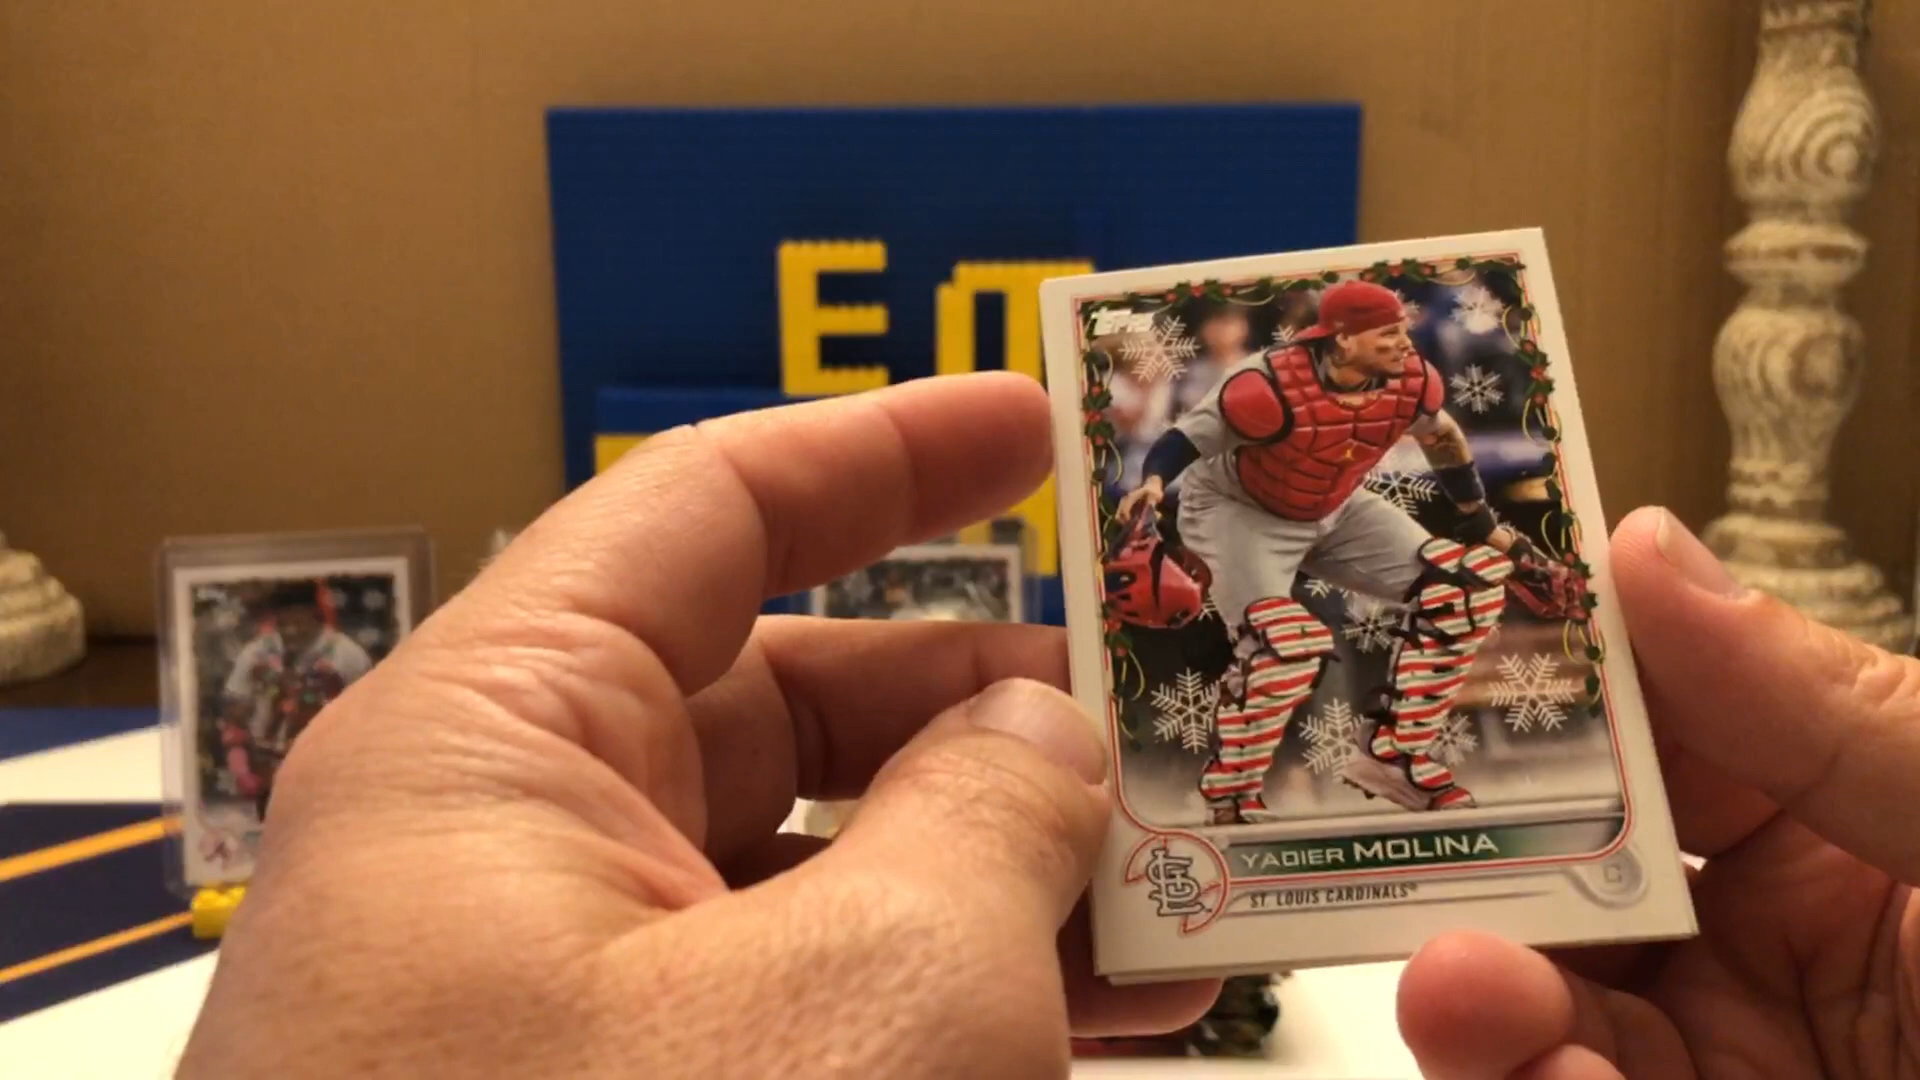 E
Topps
YADIER MOLINA
C
ST. LOUIS CARDINALS®
STL